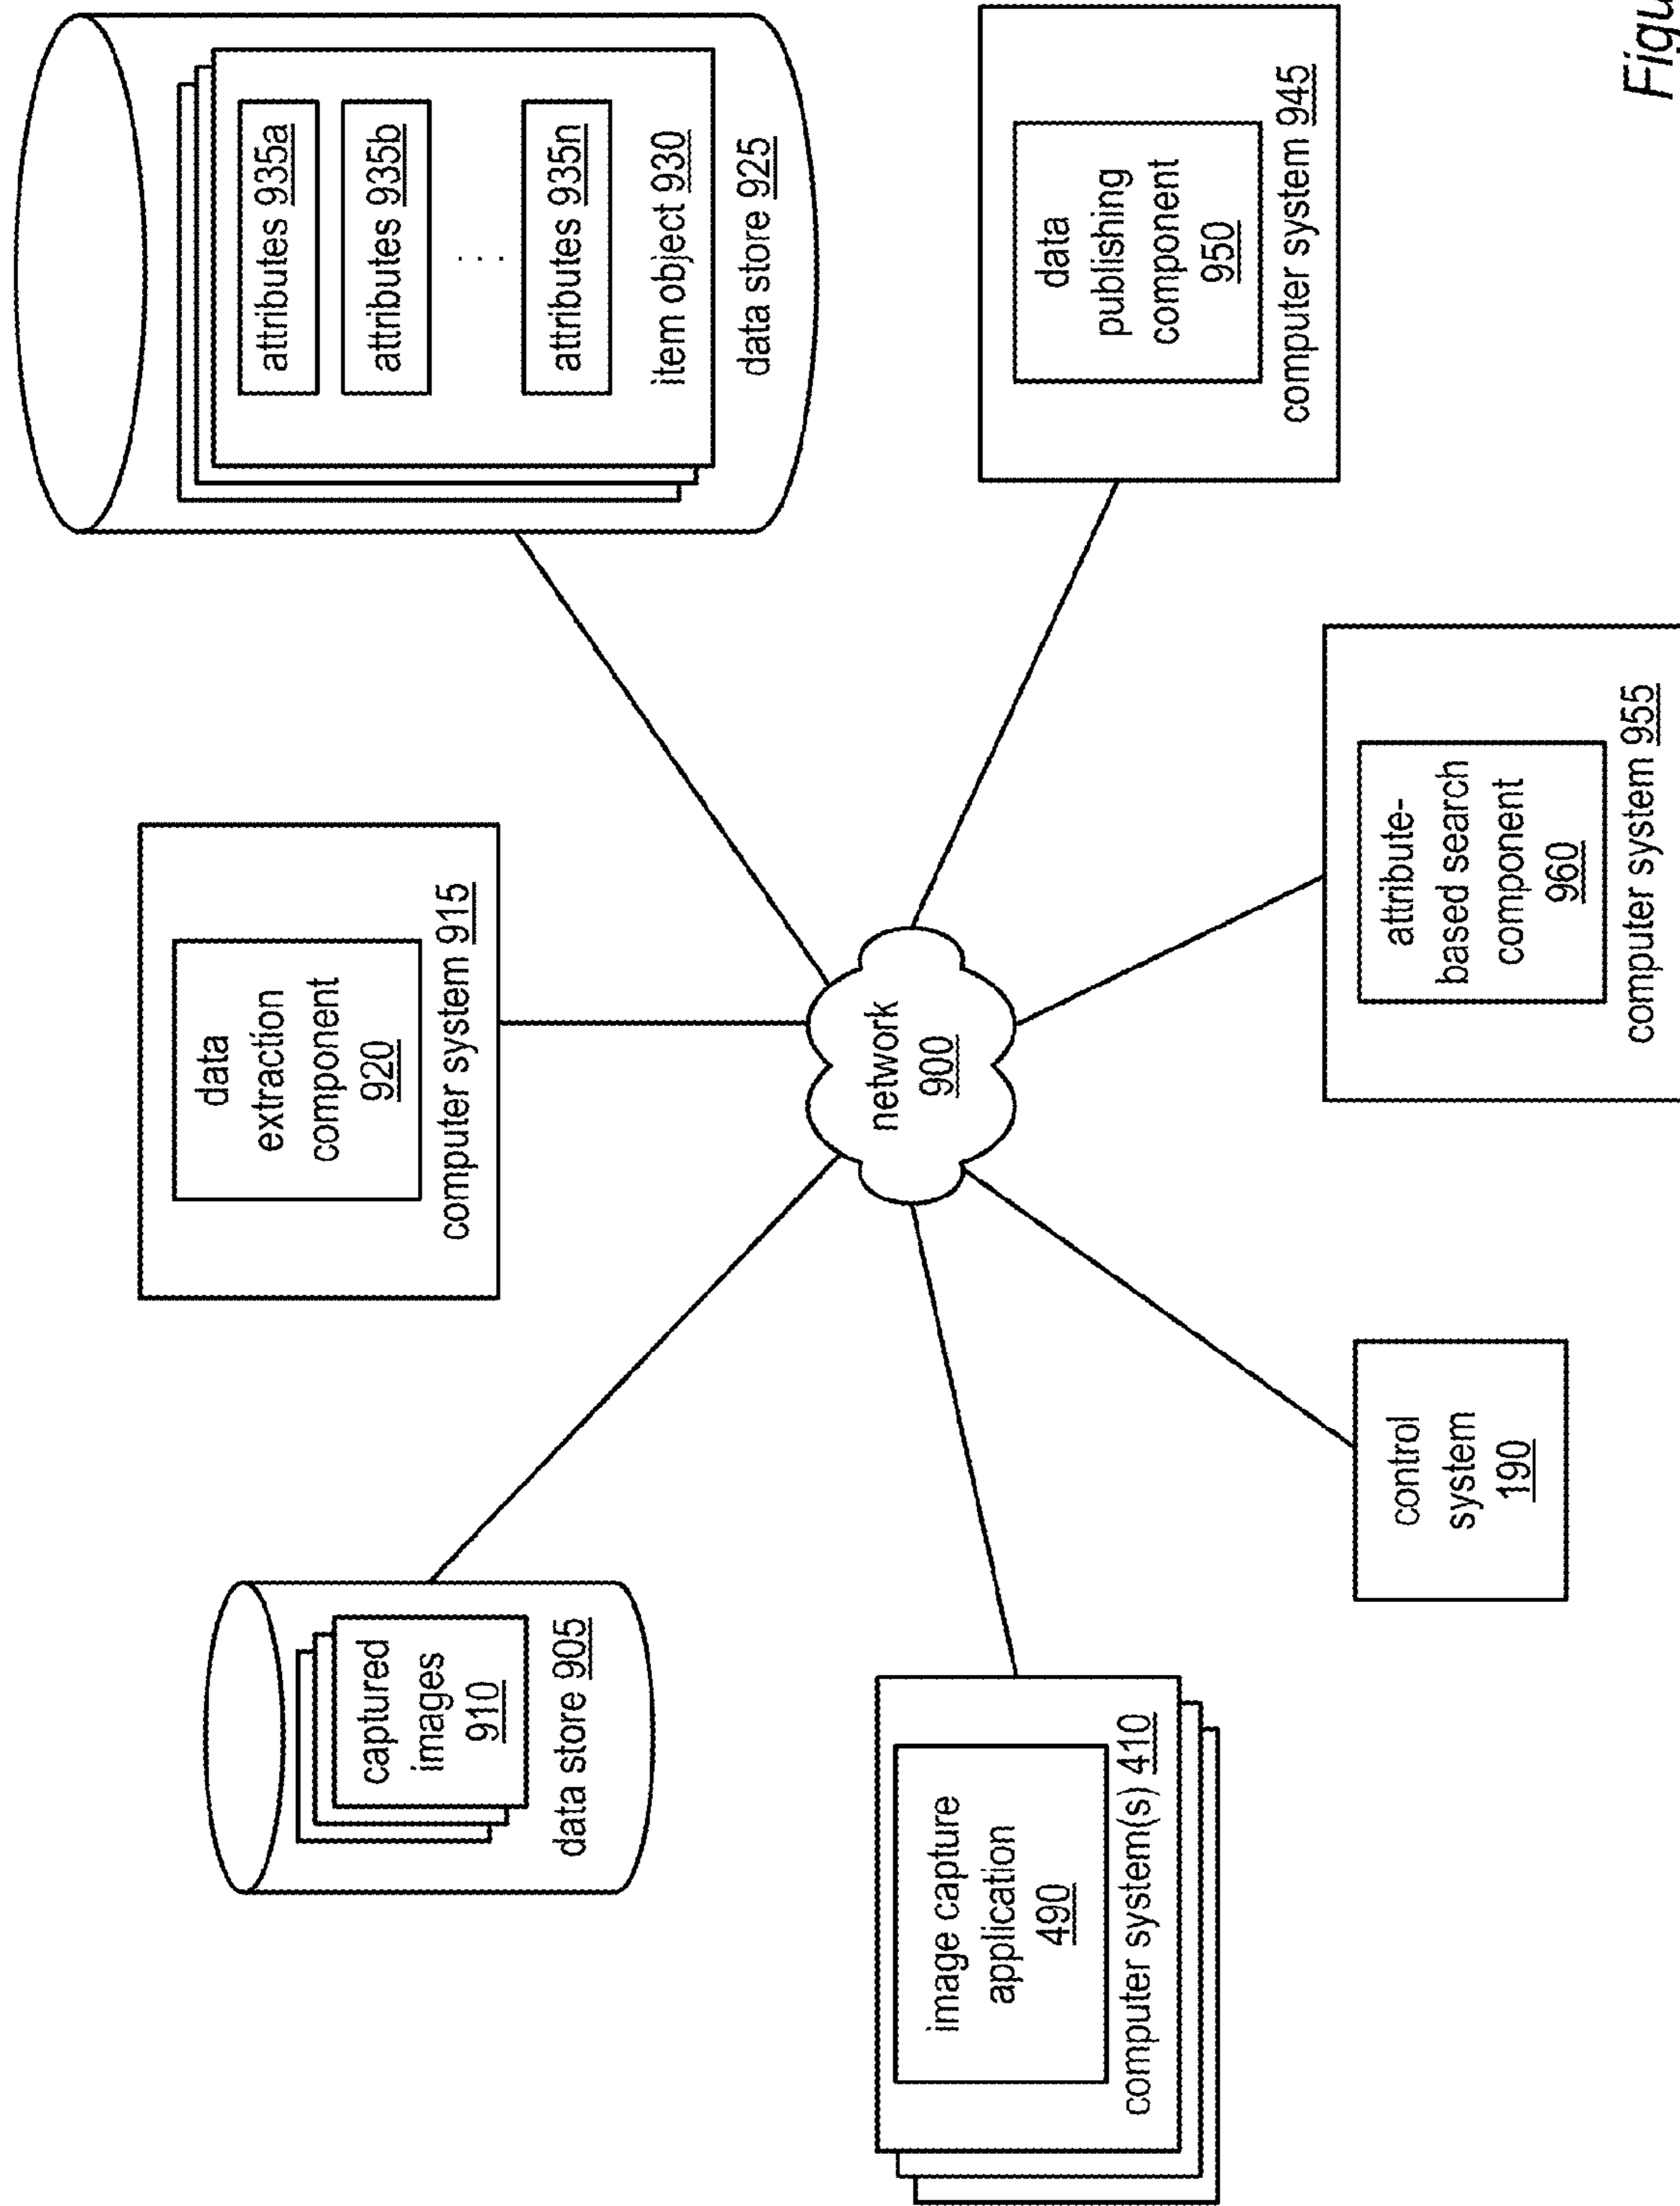 captured
images
910
data store 905
data
extraction
component
920
computer system 915
attributes 935a
attributes 935b
. . .
attributes 935n
item object 930
data store 925
network
900
image capture
application
490
computer system(s) 410
control
system
190
attribute-
based search
component
960
computer system 955
data
publishing
component
950
computer system 945